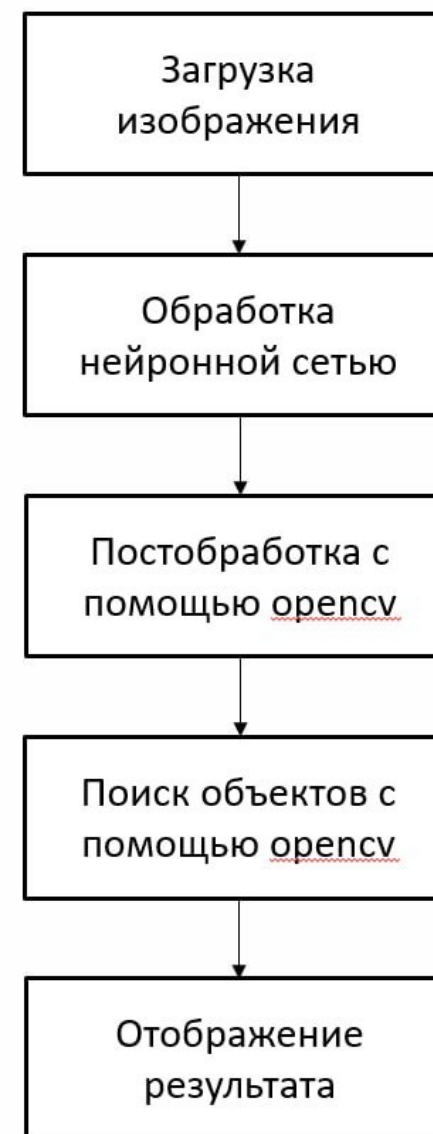 Загрузка
изображения
Обработка
нейронной сетью
Постобработка с
помощью opencv
Поиск объектов с
помощью opencv
Отображение
результата